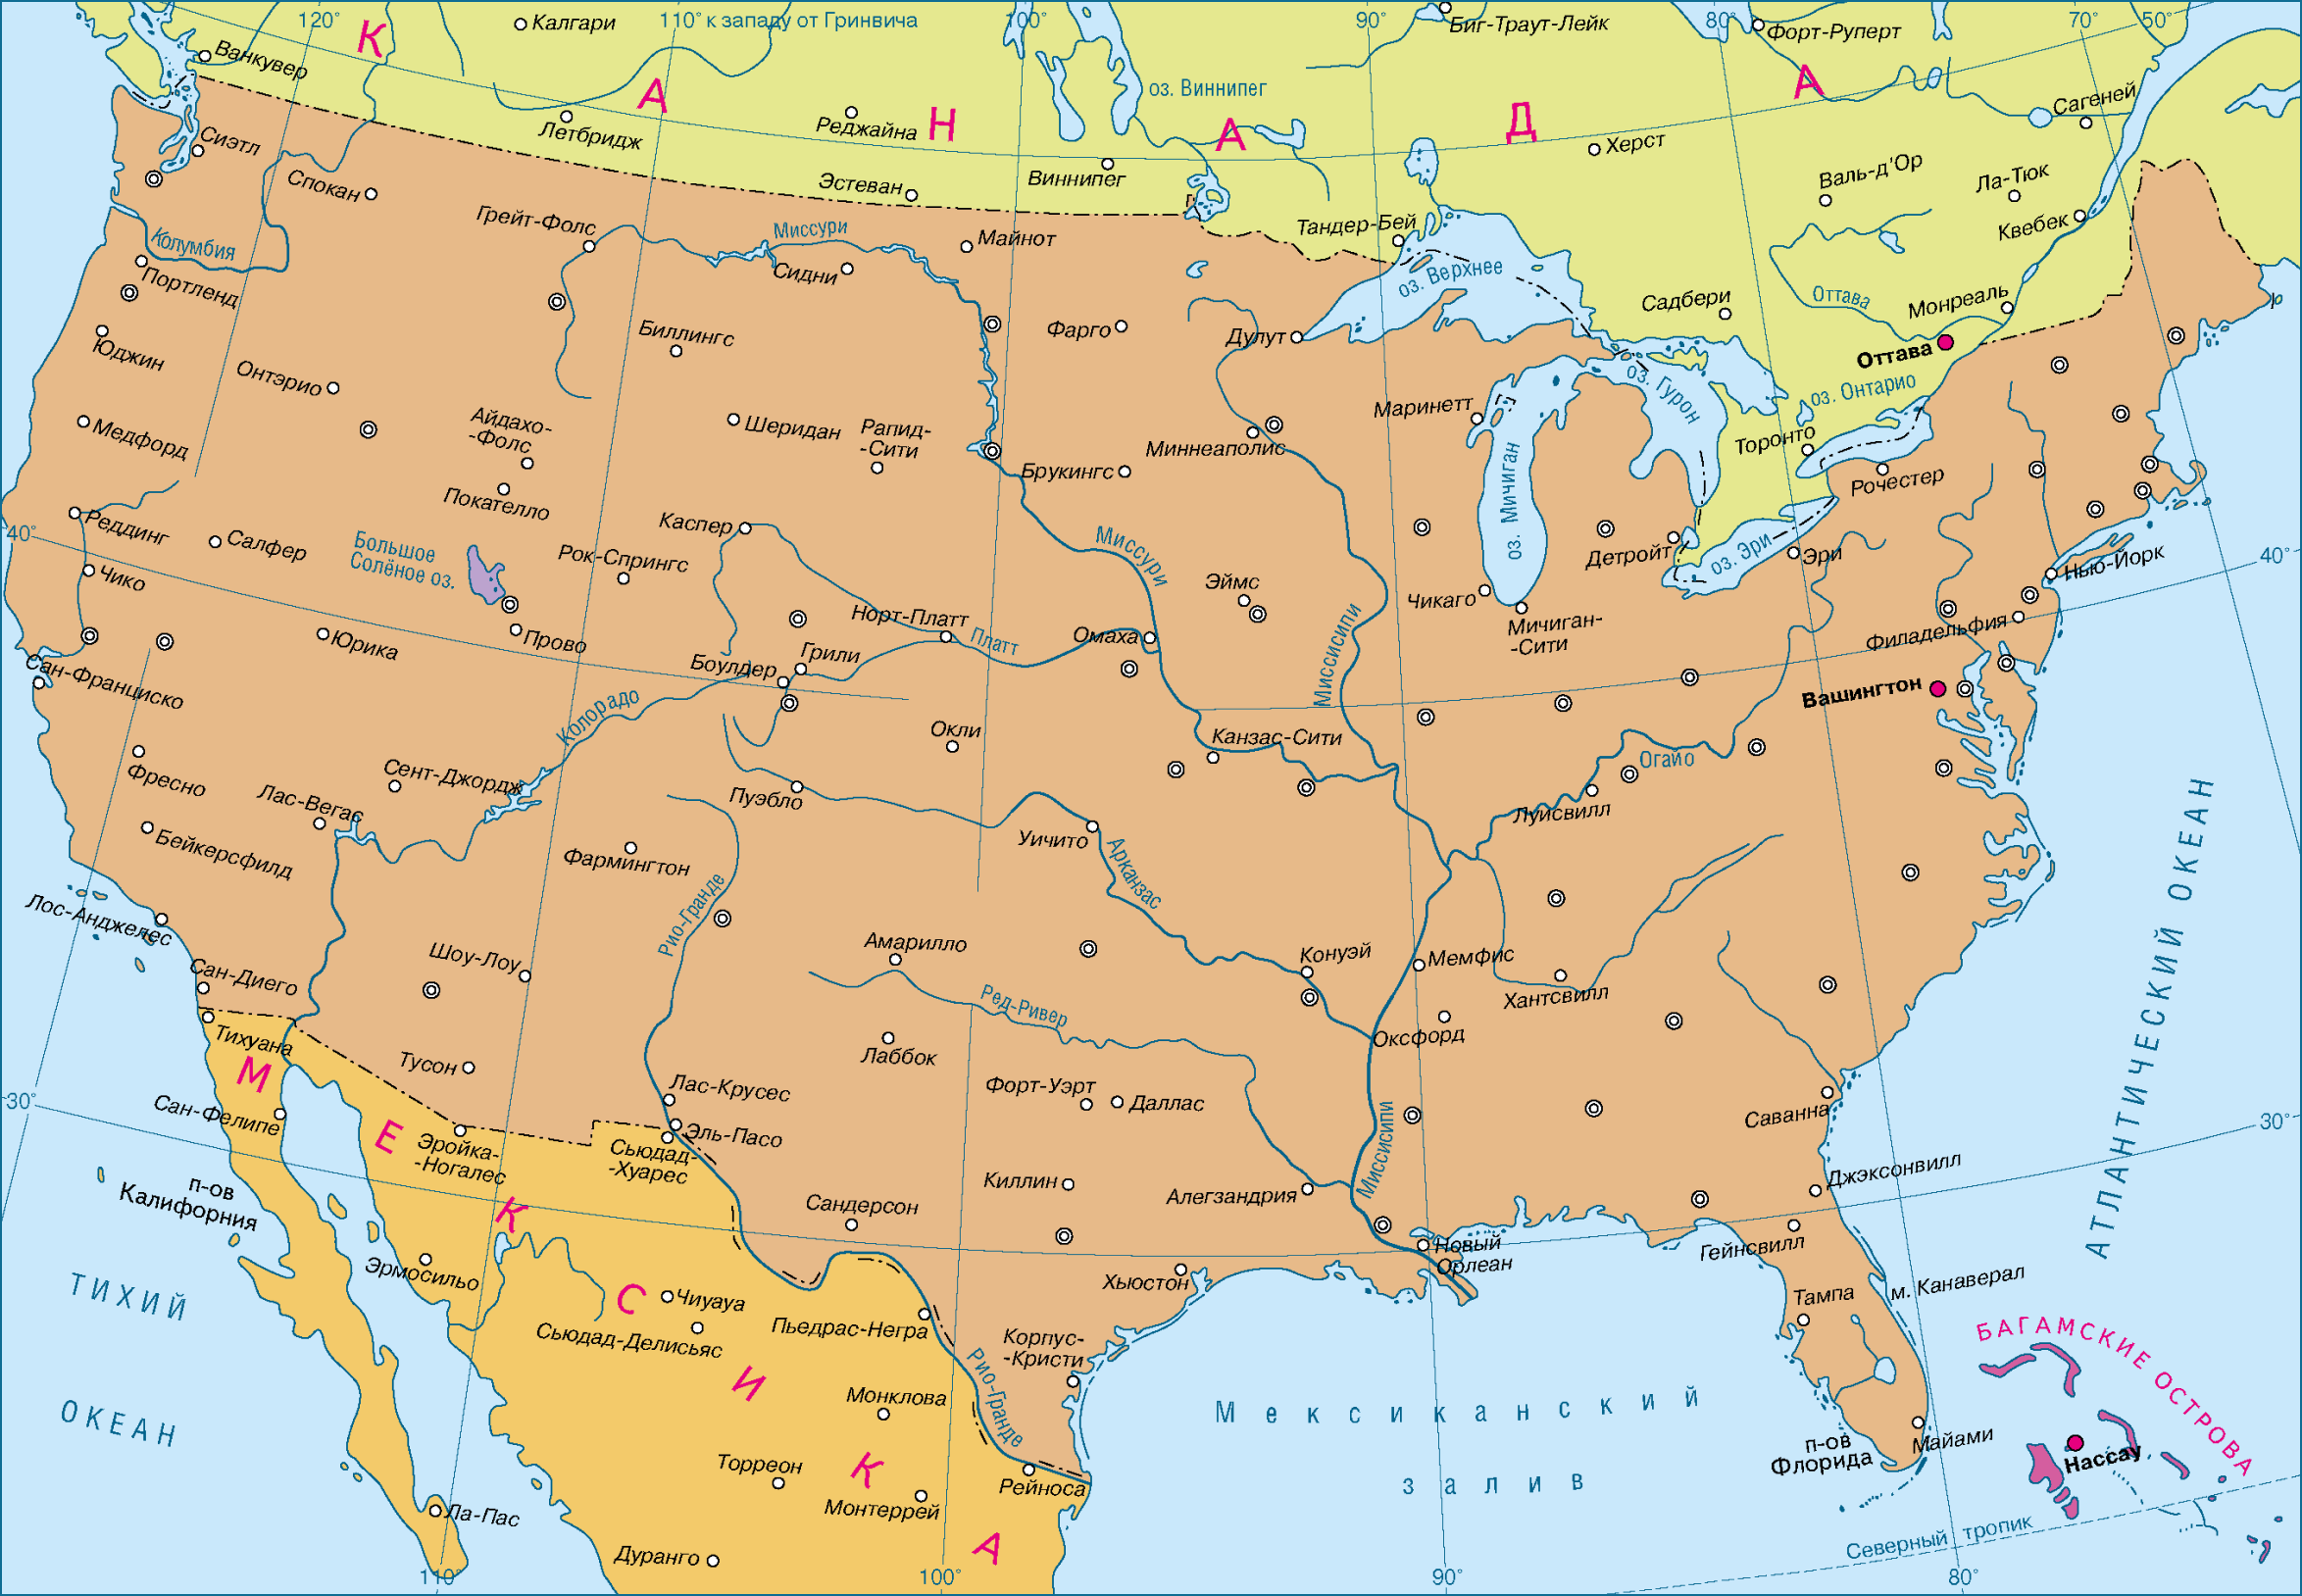 120° 110° к западу от Гринвича 100° 90° 80° 70° 50°
КАНАДА
Калгари
Биг-Траут-Лейк
Форт-Руперт
Ванкувер
оз. Виннипег
Сагеней
Летбридж
Реджайна
Херст
Сиэтл
Спокан
Эстеван
Виннипег
Валь-д'Ор
Ла-Тюк
Грейт-Фолс
Миссури
Майнот
Тандер-Бей
Квебек
Колумбия
Сидни
оз. Верхнее
Портленд
Садбери
Оттава
Монреаль
Юджин
Биллингс
Фарго
Дулут
Оттава
оз. Гурон
оз. Онтарио
Онтэрио
Айдахо-
-Фолс
Шеридан
Рапид-
-Сити
Маринетт
Медфорд
Миннеаполис
Торонто
Брукингс
Рочестер
оз. Мичиган
Покателло
Реддинг
Салфер
Каспер
40°
Большое
Солёное оз.
Рок-Спрингс
Миссури
Детройт
оз. Эри
Эри
Нью-Йорк
40°
Чико
Эймс
Чикаго
Мичиган-
-Сити
Юрика
Прово
Норт-Платт
Платт
Омаха
Миссисипи
Филадельфия
Боулдер
Грили
Сан-Франциско
Вашингтон
Колорадо
Окли
Канзас-Сити
Огайо
Фресно
Сент-Джордж
Лас-Вегас
Пуэбло
Луисвилл
Бейкерсфилд
Фармингтон
Уичито
Арканзас
Рио-Гранде
АТЛАНТИЧЕСКИЙ ОКЕАН
Лос-Анджелес
Шоу-Лоу
Амарилло
Конуэй
Мемфис
Сан-Диего
Ред-Ривер
Хантсвилл
Тихуана
Оксфорд
Тусон
Лаббок
МЕКСИКА
30°
Сан-Фелипе
Лас-Крусес
Форт-Уэрт
Даллас
Саванна
30°
Эройка-
-Ногалес
Сьюдад-
-Хуарес
Эль-Пасо
Миссисипи
п-ов
Калифорния
Киллин
Алегзандрия
Джэксонвилл
Сандерсон
Гейнсвилл
Эрмосильо
Новый
Орлеан
Хьюстон
ТИХИЙ
ОКЕАН
Чиуауа
Сьюдад-Делисьяс
Пьедрас-Негра
Тампа
м. Канаверал
Корпус-
-Кристи
Рио-Гранде
БАГАМСКИЕ ОСТРОВА
Монклова
Мексиканский
залив
Торреон
п-ов
Флорида
Майами
Нассау
Монтеррей
Рейноса
Ла-Пас
Северный тропик
Дуранго
110° 100° 90° 80°